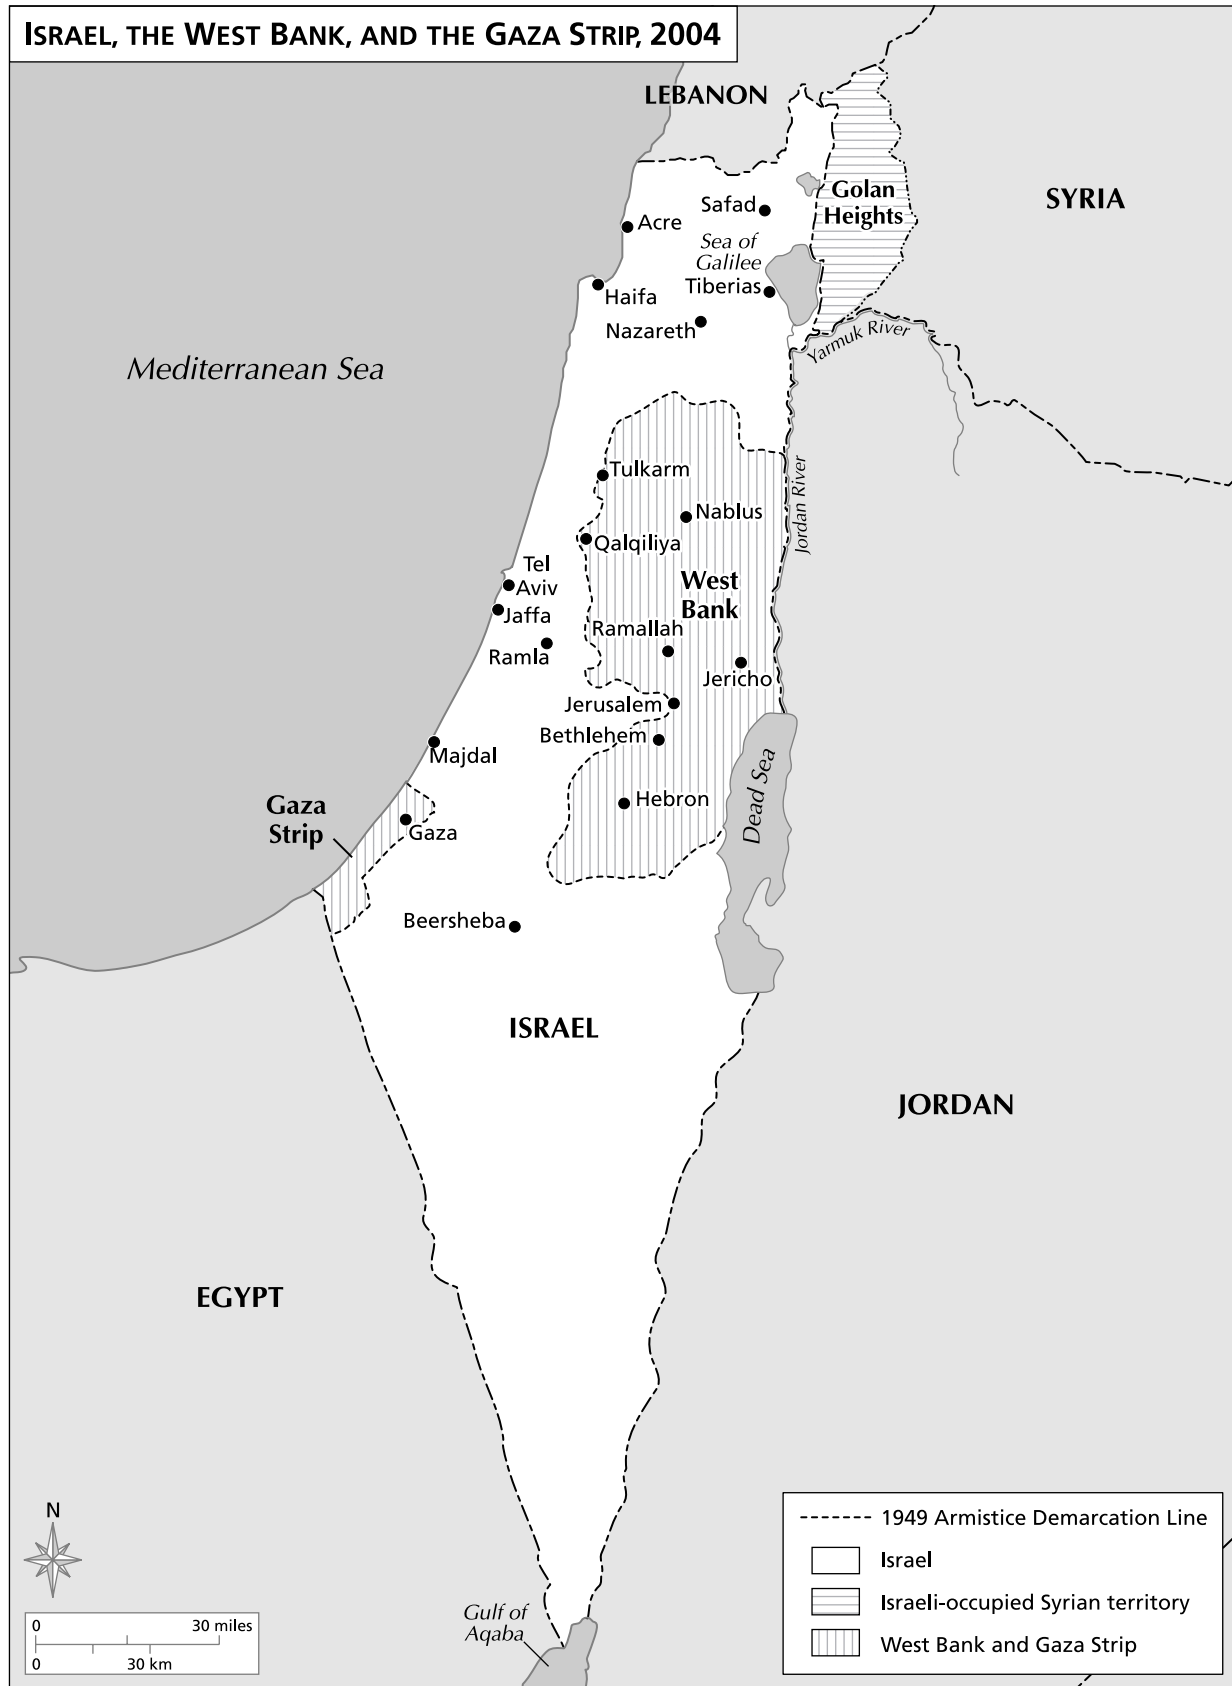 ISRAEL, THE WEST BANK, AND THE GAZA STRIP, 2004
LEBANON
SYRIA
Golan
Heights
Safad
Acre
Sea of
Galilee
Tiberias
Haifa
Nazareth
Yarmuk River
Mediterranean Sea
Tulkarm
Nablus
Jordan River
Qalqiliya
Tel
Aviv
West
Bank
Jaffa
Ramallah
Ramla
Jericho
Jerusalem
Bethlehem
Majdal
Dead Sea
Hebron
Gaza
Strip
Gaza
Beersheba
ISRAEL
JORDAN
EGYPT
N
0 30 miles
0 30 km
Gulf of
Aqaba
1949 Armistice Demarcation Line
Israel
Israeli-occupied Syrian territory
West Bank and Gaza Strip